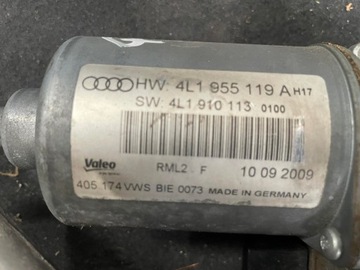 HW: 4L1 955 119 A H17
SW: 4L1 910 113 0100
Valeo
RML2 F 10 09 2009
405 174 VWS BIE 0073 MADE IN GERMANY